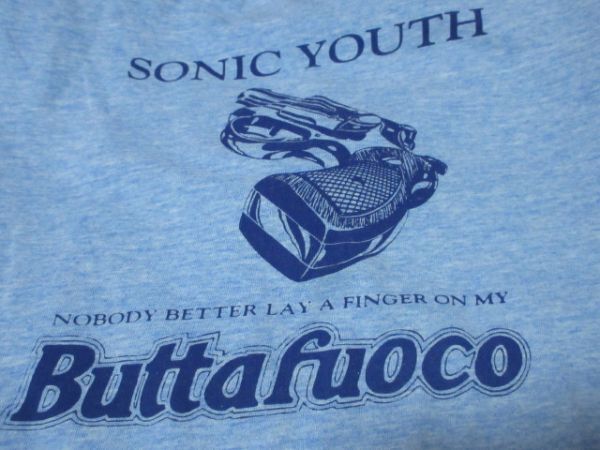 SONIC YOUTH
NOBODY BETTER LAY A FINGER ON MY
Buttafuoco